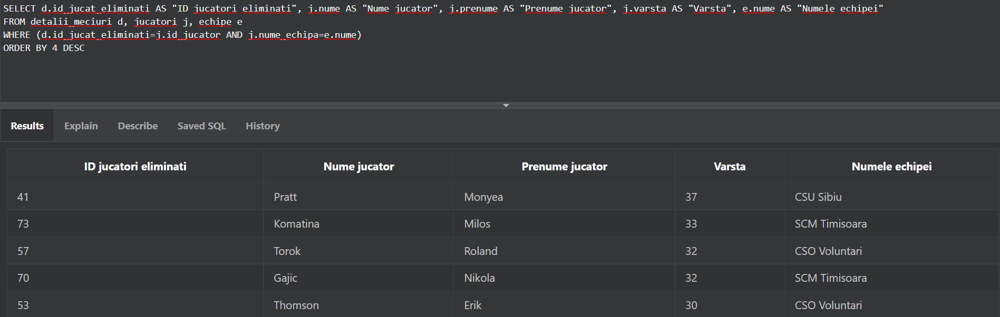 SELECT d.id_jucat_eliminati AS "ID jucatori eliminati", j.nume AS "Nume jucator", j.prenume AS "Prenume jucator", j.varsta AS "Varsta", e.nume AS "Numele echipei"
FROM detalii_meciuri d, jucatori j, echipe e
WHERE (d.id_jucat_eliminati=j.id_jucator AND j.nume_echipa=e.nume)
ORDER BY 4 DESC
Results Explain Describe Saved SQL History
ID jucatori eliminati Nume jucator Prenume jucator Varsta Numele echipei
41 Pratt Monyea 37 CSU Sibiu
73 Komatina Milos 33 SCM Timisoara
57 Torok Roland 32 CSO Voluntari
70 Gajic Nikola 32 SCM Timisoara
53 Thomson Erik 30 CSO Voluntari